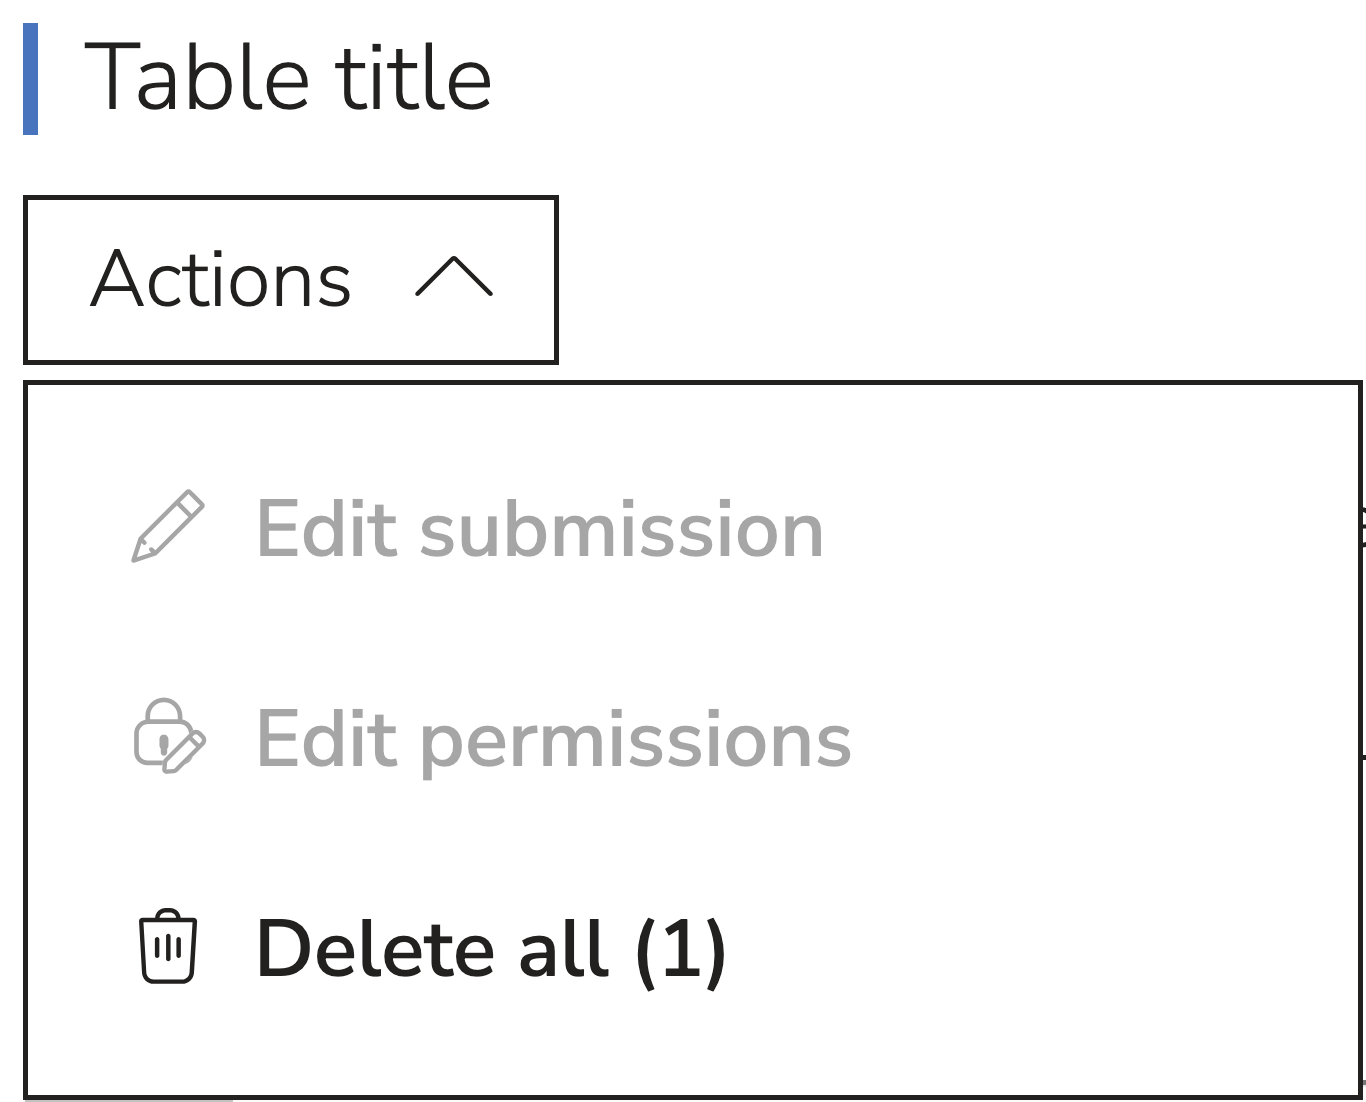 Table title
Actions
Edit submission
Edit permissions
Delete all (1)